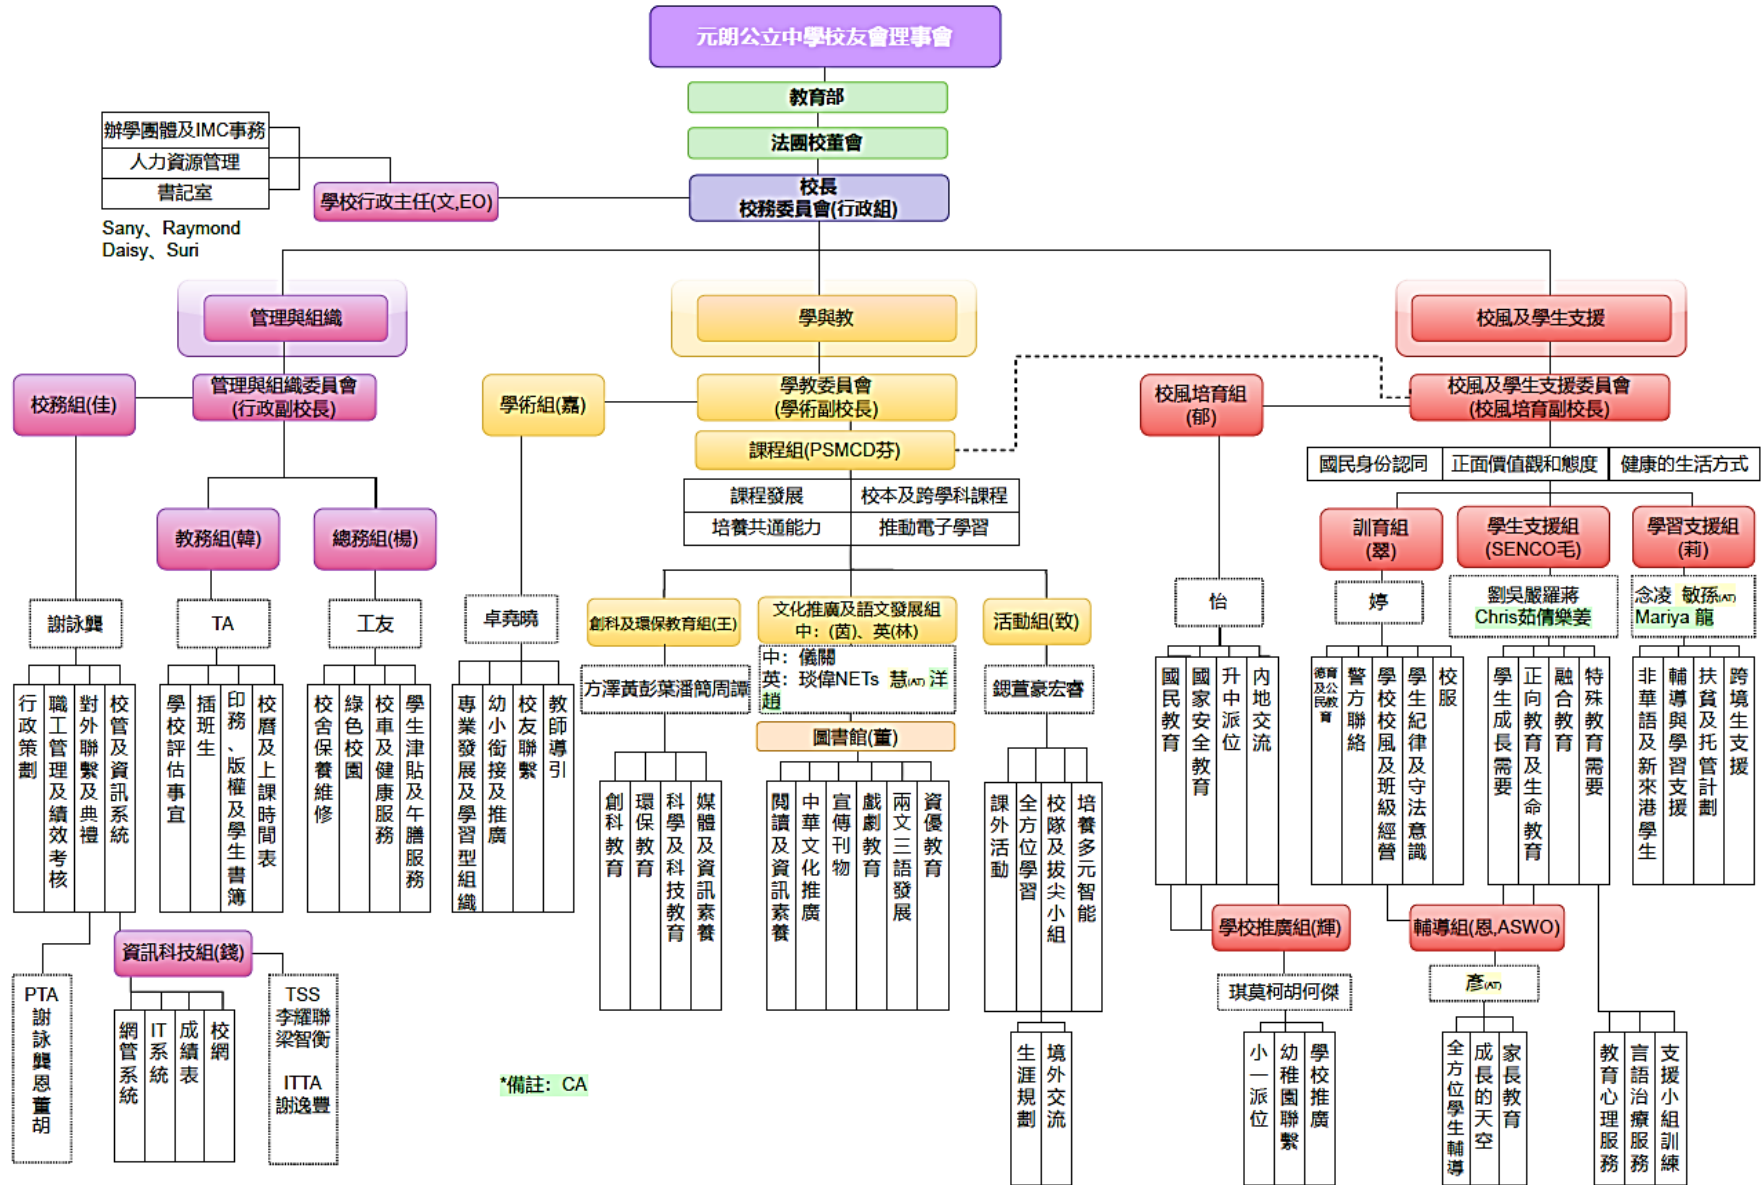 元朗公立中學校友會理事會
教育部
法團校董會
校長
校務委員會(行政組)
辦學團體及IMC事務
人力資源管理
書記室
Sany、Raymond
Daisy、Suri
學校行政主任(文,EO)
管理與組織
學與教
校風及學生支援
校務組(佳)
管理與組織委員會
(行政副校長)
學術組(嘉)
學教委員會
(學術副校長)
課程組(PSMCD芬)
校風培育組
(郁)
校風及學生支援委員會
(校風培育副校長)
課程發展
校本及跨學科課程
培養共通能力
推動電子學習
國民身份認同
正面價值觀和態度
健康的生活方式
教務組(韓)
總務組(楊)
訓育組
(翠)
學生支援組
(SENCO毛)
學習支援組
(莉)
謝詠龔
TA
工友
卓堯曉
創科及環保教育組(王)
文化推廣及語文發展組
中：(茵)、英(林)
活動組(致)
怡
婷
劉吳嚴羅蔣
Chris茹倩樂姜
念凌 敏孫(AT)
Mariya 龍
方澤黃彭葉潘簡周譚
中：儀關
英：琰偉NETs 慧(AT) 洋
趙
鍶萱豪宏睿
圖書館(董)
行政策劃
職工管理及績效考核
對外聯繫及典禮
校管及資訊系統
學校評估事宜
插班生
印務、版權及學生書簿
校曆及上課時間表
校舍保養維修
綠色校園
校車及健康服務
學生津貼及午膳服務
專業發展及學習型組織
幼小銜接及推廣
校友聯繫
教師導引
創科教育
環保教育
科學及科技教育
媒體及資訊素養
閱讀及資訊素養
中華文化推廣
宣傳刊物
戲劇教育
兩文三語發展
資優教育
課外活動
全方位學習
校隊及拔尖小組
培養多元智能
國民教育
國家安全教育
升中派位
內地交流
德育及公民教育
警方聯絡
學校校風及班級經營
學生紀律及守法意識
校服
學生成長需要
正向教育及生命教育
融合教育
特殊教育需要
非華語及新來港學生
輔導與學習支援
扶貧及托管計劃
跨境生支援
資訊科技組(錢)
學校推廣組(輝)
輔導組(恩,ASWO)
PTA
謝
詠
龔
恩
董
胡
網管系統
IT系統
成績表
校網
TSS
李耀聯
梁智衡
ITTA
謝逸豐
*備註：CA
生涯規劃
境外交流
琪莫柯胡何傑
彥(AT)
小一派位
幼稚園聯繫
學校推廣
全方位學生輔導
成長的天空
家長教育
教育心理服務
言語治療服務
支援小組訓練